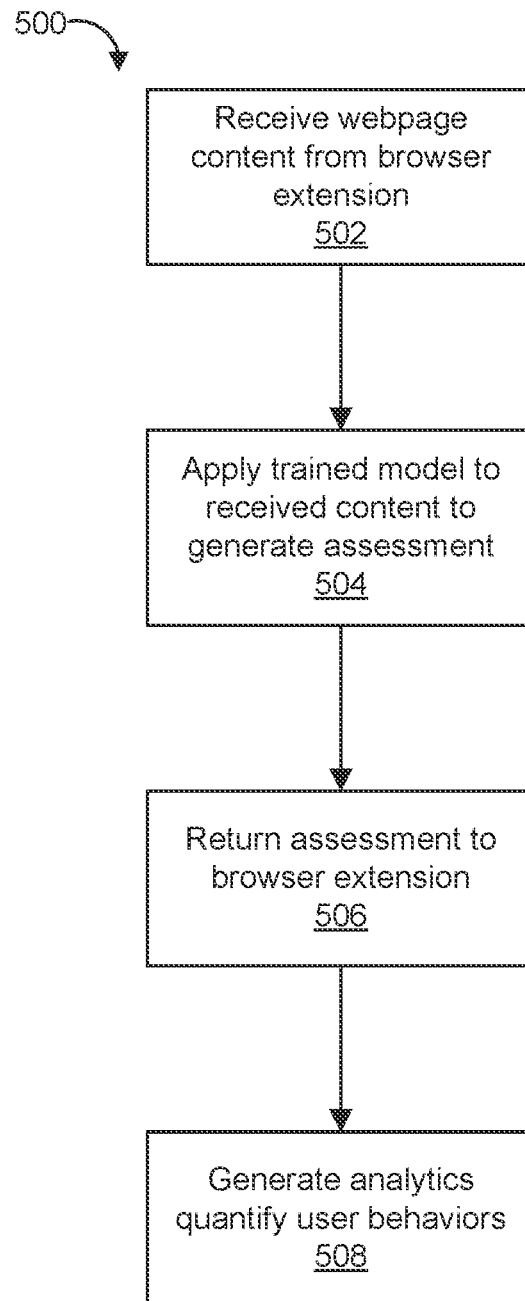 500
Receive webpage
content from browser
extension
502
Apply trained model to
received content to
generate assessment
504
Return assessment to
browser extension
506
Generate analytics
quantify user behaviors
508